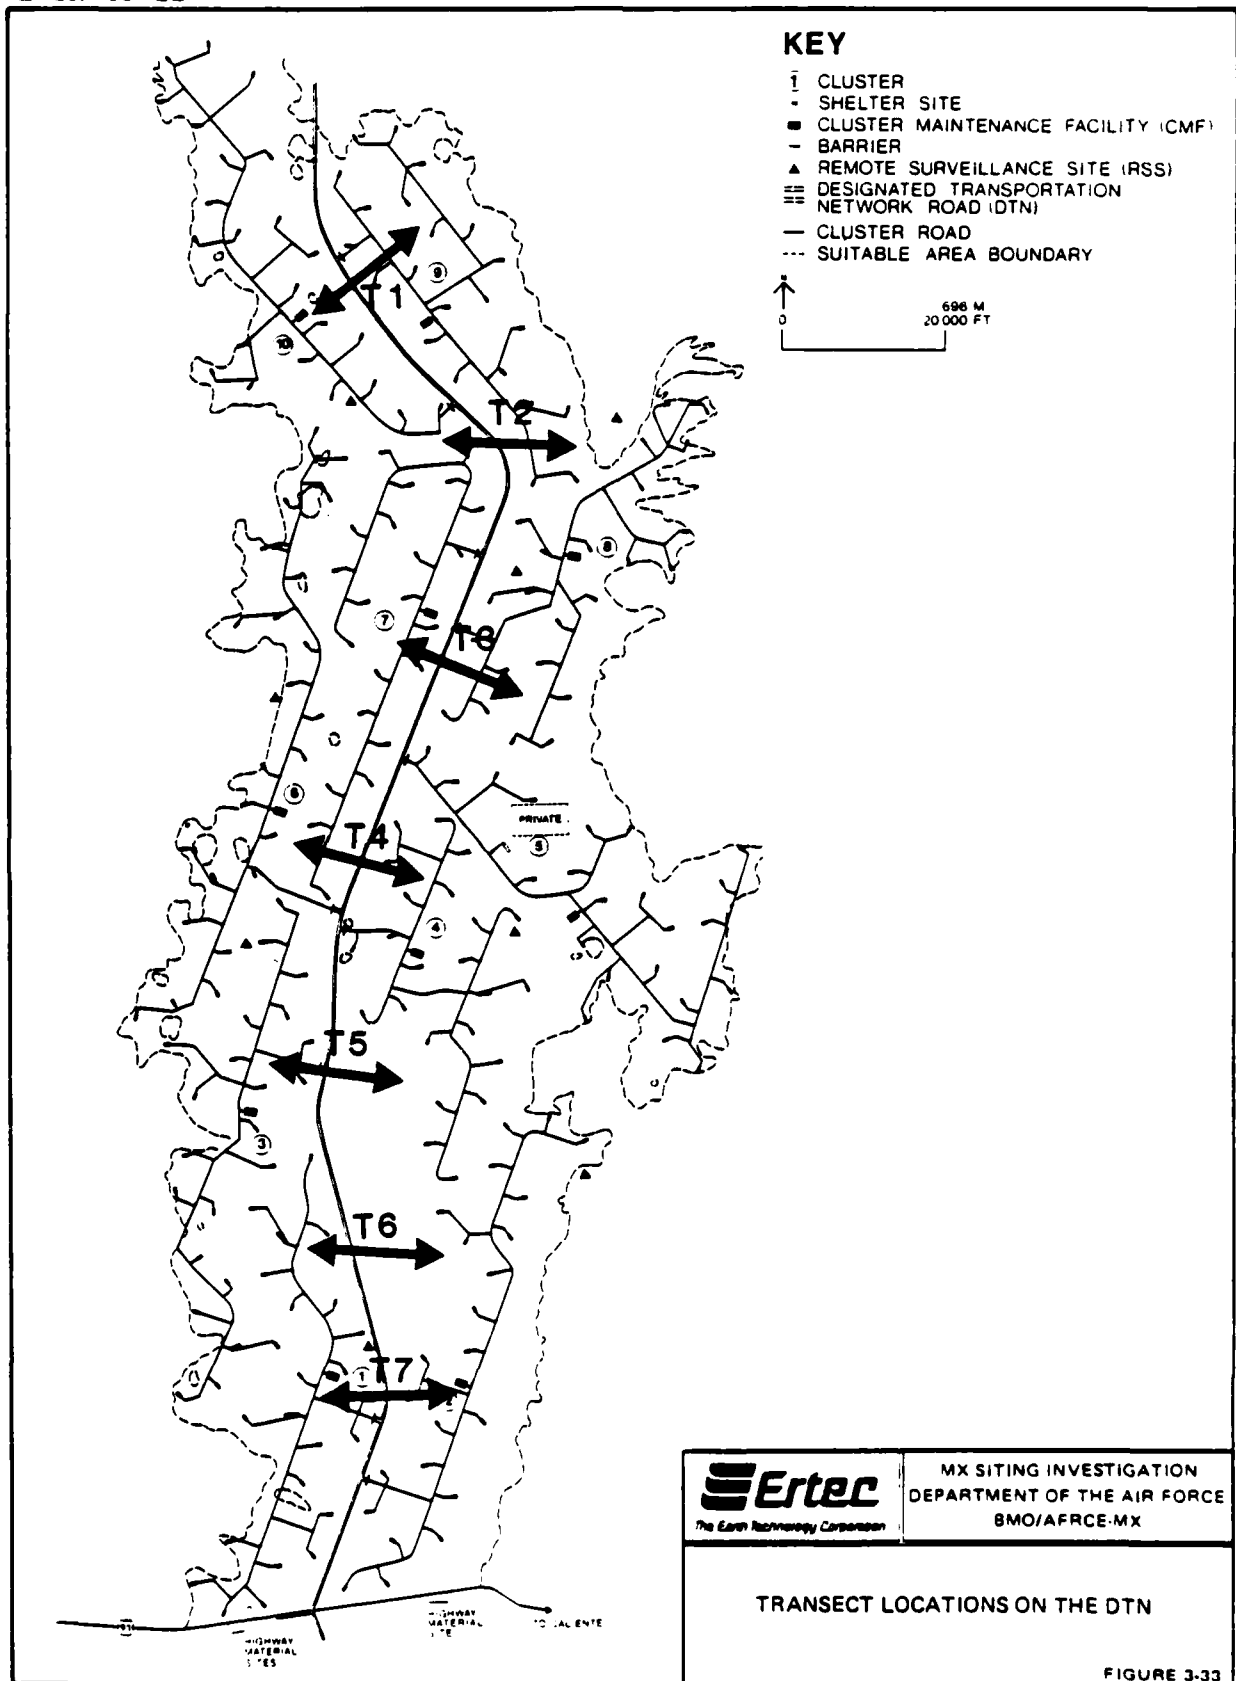 KEY
1 CLUSTER
SHELTER SITE
CLUSTER MAINTENANCE FACILITY (CMF)
BARRIER
REMOTE SURVEILLANCE SITE (RSS)
DESIGNATED TRANSPORTATION
NETWORK ROAD (DTN)
CLUSTER ROAD
SUITABLE AREA BOUNDARY
696 M
0 20 000 FT
9
T1
10
T2
8
7
T3
6
T4
PRIVATE
5
4
T5
3
T6
T7
1
HIGHWAY
MATERIAL
HIGHWAY
MATERIAL
Ertec
The Earth Technology Corporation
MX SITING INVESTIGATION
DEPARTMENT OF THE AIR FORCE
BMO/AFRCE-MX
TRANSECT LOCATIONS ON THE DTN
FIGURE 3-33